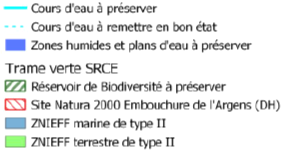 Cours d'eau à préserver
Cours d'eau à remettre en bon état
Zones humides et plans d'eau à préserver
Trame verte SRCE
Réservoir de Biodiversité à préserver
Site Natura 2000 Embouchure de l'Argens (DH)
ZNIEFF marine de type II
ZNIEFF terrestre de type II